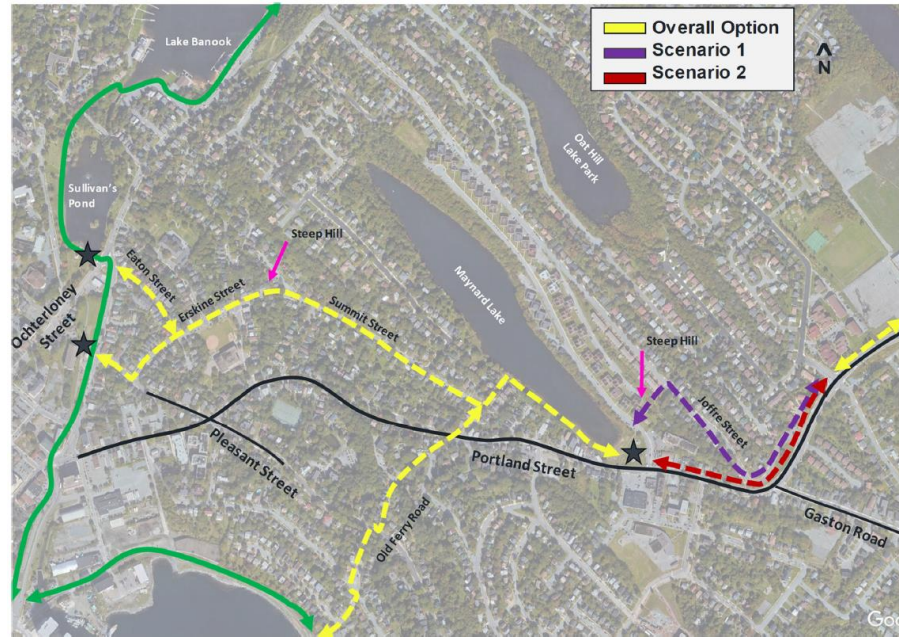 Overall Option
Scenario 1
Scenario 2
N
Lake Banook
Oat Hill
Lake Park
Sullivan's
Pond
Steep Hill
Eaton Street
Erskine Street
Summit Street
Maynard Lake
Ochterloney
Street
Steep Hill
Joffre Street
Pleasant Street
Portland Street
Old Ferry Road
Gaston Road
Goo